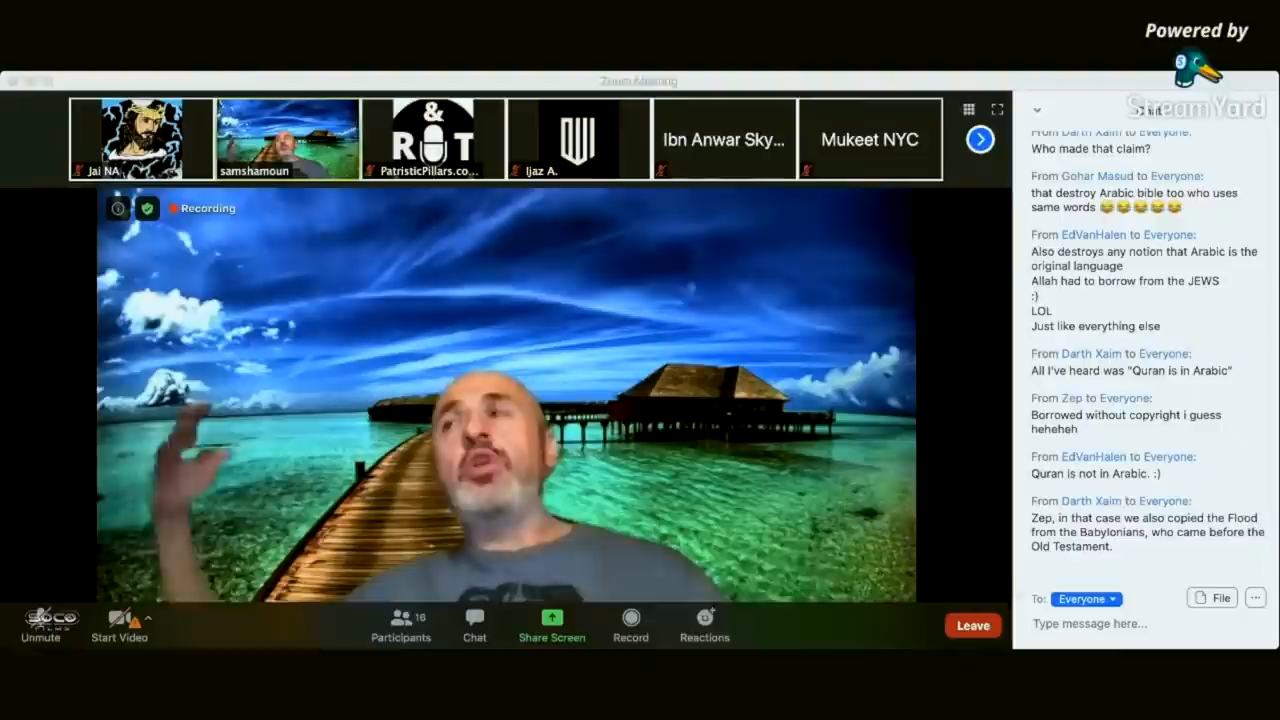 Powered by
StreamYard
Zoom Meeting
Jai NA
samshamoun
&
R T
PatristicPillars.co...
Ijaz A.
Ibn Anwar Sky...
Mukeet NYC
Recording
From Darth Xaim to Everyone:
Who made that claim?
From Gohar Masud to Everyone:
that destroy Arabic bible too who uses
same words 😂😂😂😂😂
From EdVanHalen to Everyone:
Also destroys any notion that Arabic is the
original language
Allah had to borrow from the JEWS
:)
LOL
Just like everything else
From Darth Xaim to Everyone:
All I've heard was "Quran is in Arabic"
From Zep to Everyone:
Borrowed without copyright i guess
heheheh
From EdVanHalen to Everyone:
Quran is not in Arabic. :)
From Darth Xaim to Everyone:
Zep, in that case we also copied the Flood
from the Babylonians, who came before the
Old Testament.
To: Everyone
File
Type message here...
SOCO
FILMS
Unmute
Start Video
16
Participants
Chat
Share Screen
Record
Reactions
Leave